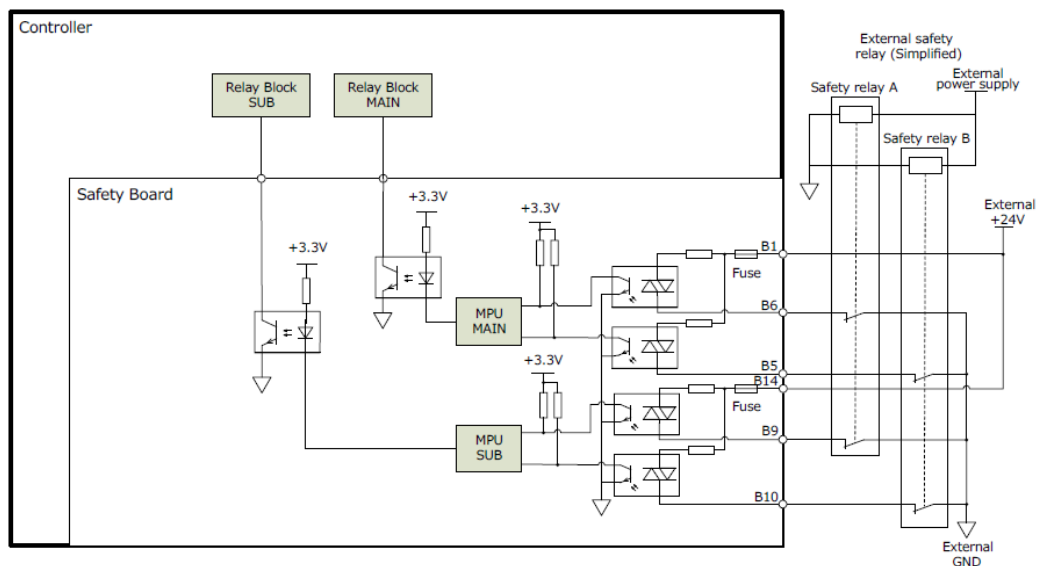 Controller
External safety
relay (Simplified)
External
power supply
Safety relay A
Relay Block
SUB
Relay Block
MAIN
Safety relay B
Safety Board
+3.3V
+3.3V
External
+24V
+3.3V
B1
Fuse
MPU
MAIN
B6
+3.3V
B5
B14
Fuse
MPU
SUB
B9
B10
External
GND